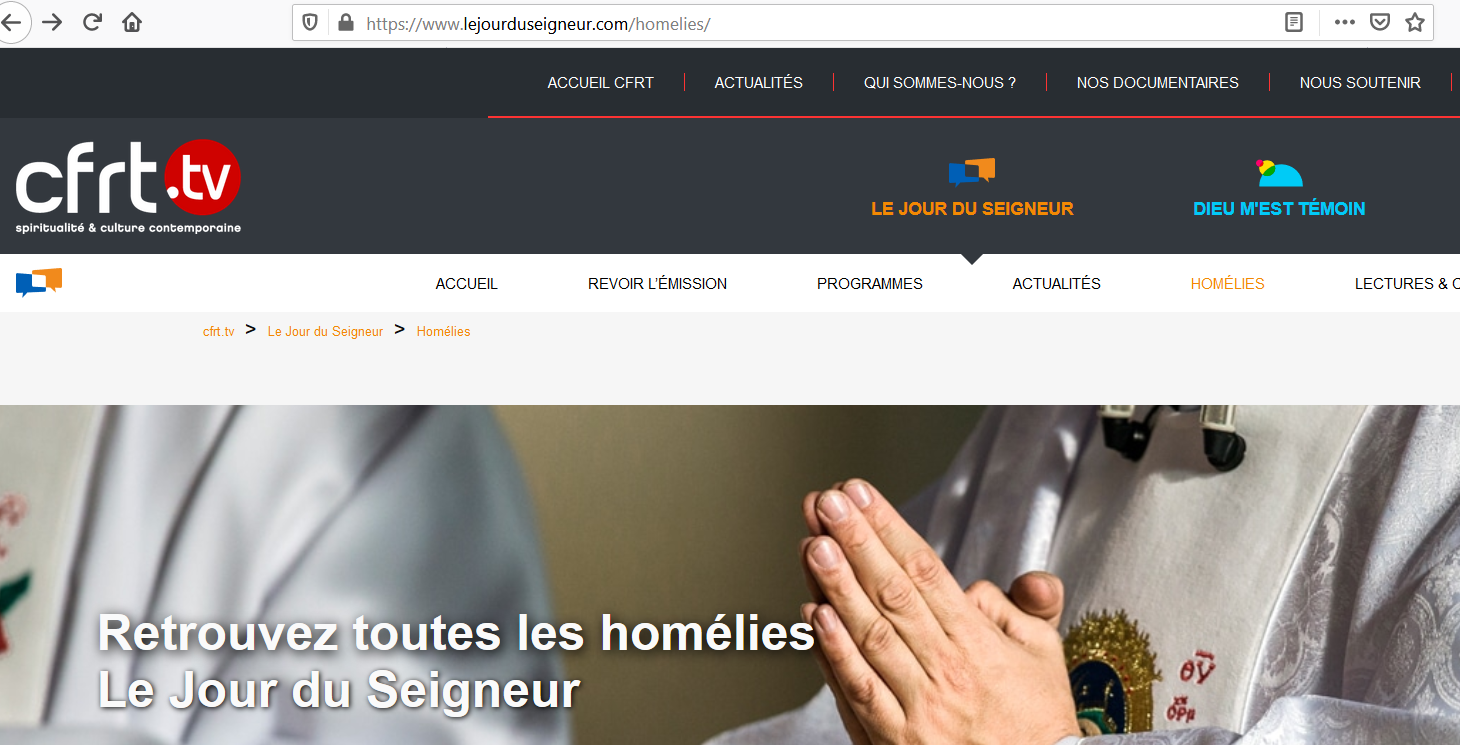 https://www.lejourduseigneur.com/homelies/
ACCUEIL CFRT ACTUALITÉS QUI SOMMES-NOUS ? NOS DOCUMENTAIRES NOUS SOUTENIR
cfrt.tv
spiritualité & culture contemporaine
LE JOUR DU SEIGNEUR DIEU M'EST TÉMOIN
ACCUEIL REVOIR L'ÉMISSION PROGRAMMES ACTUALITÉS HOMÉLIES LECTURES &
cfrt.tv > Le Jour du Seigneur > Homélies
Retrouvez toutes les homélies
Le Jour du Seigneur